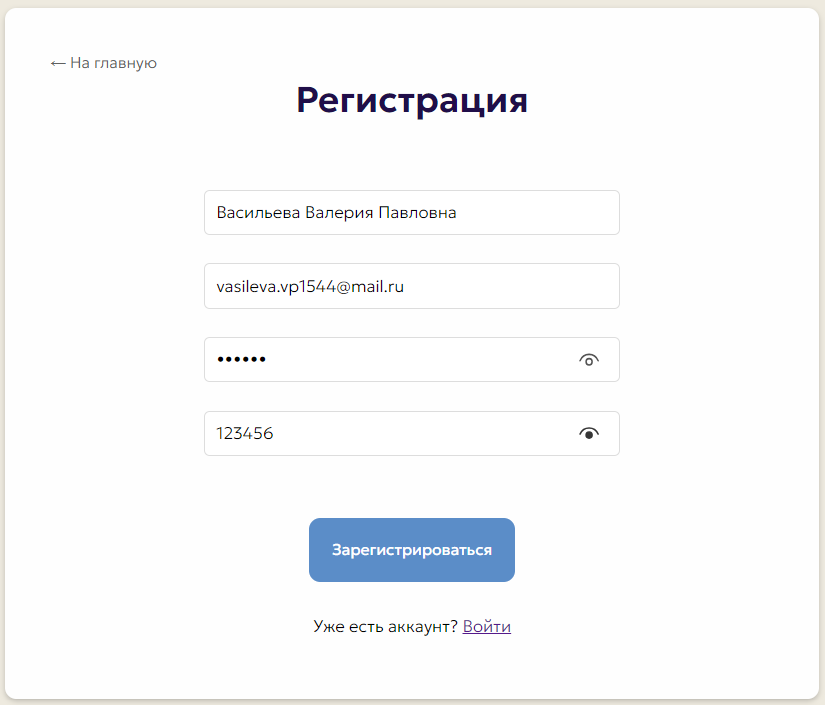 ← На главную
Регистрация
Васильева Валерия Павловна
vasileva.vp1544@mail.ru
••••••
123456
Зарегистрироваться
Уже есть аккаунт? Войти